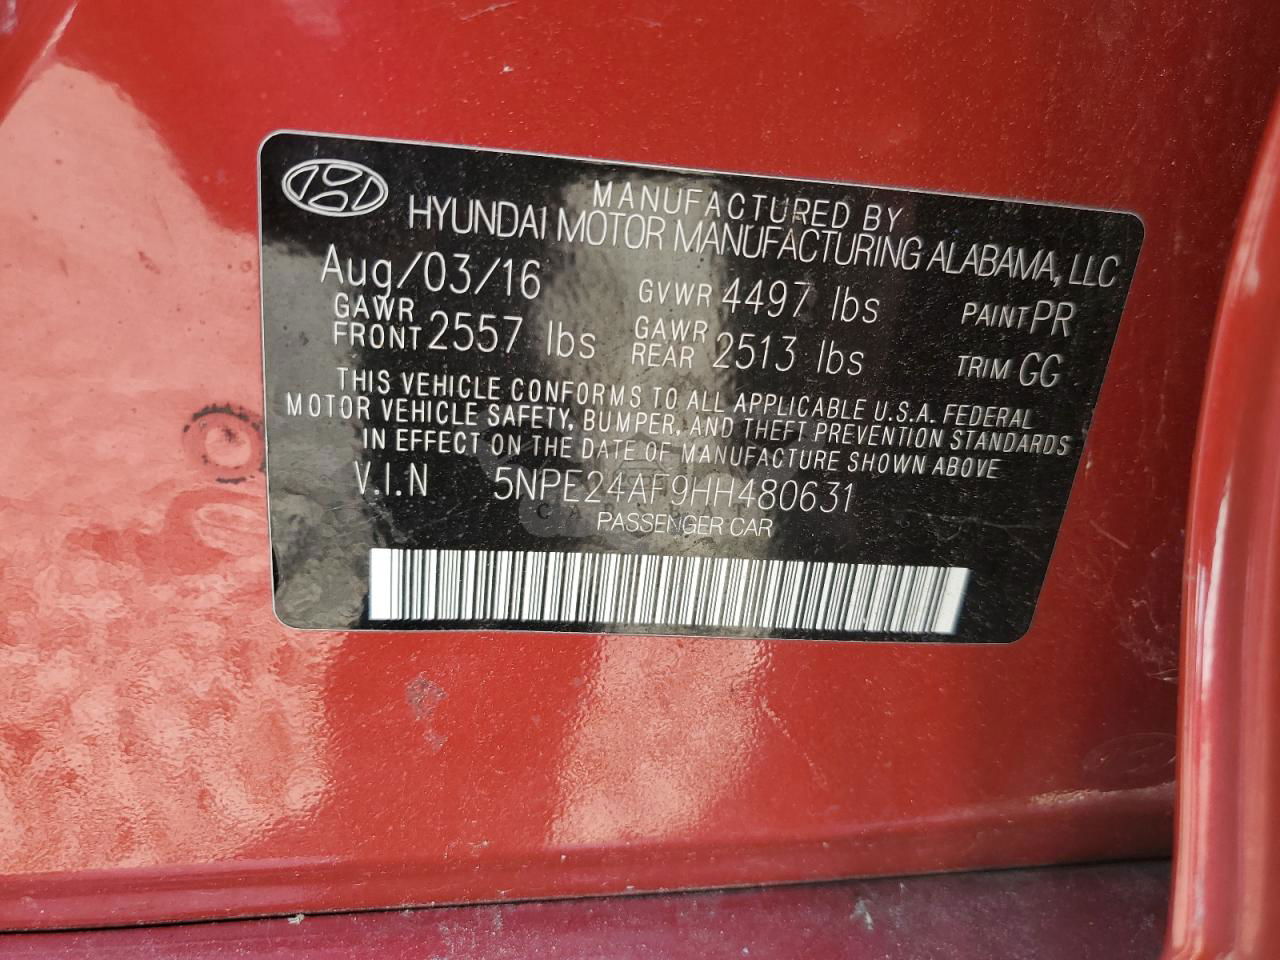 MANUFACTURED BY
HYUNDAI MOTOR MANUFACTURING ALABAMA, LLC
Aug/03/16 GVWR 4497 lbs PAINT PR
GAWR FRONT 2557 lbs GAWR REAR 2513 lbs TRIM GG
THIS VEHICLE CONFORMS TO ALL APPLICABLE U.S.A. FEDERAL
MOTOR VEHICLE SAFETY, BUMPER, AND THEFT PREVENTION STANDARDS
IN EFFECT ON THE DATE OF MANUFACTURE SHOWN ABOVE
V.I.N 5NPE24AF9HH480631
PASSENGER CAR